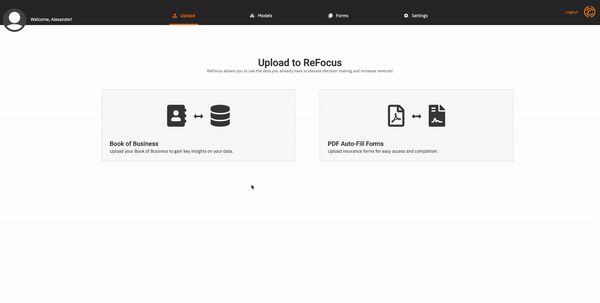 Welcome, Alexander!
Upload
Models
Forms
Settings
Logout
Upload to ReFocus
ReFocus allows you to use the data you already have to elevate decision making and increase revenue!
Book of Business
Upload your Book of Business to gain key insights on your data.
PDF Auto-Fill Forms
Upload insurance forms for easy access and completion.